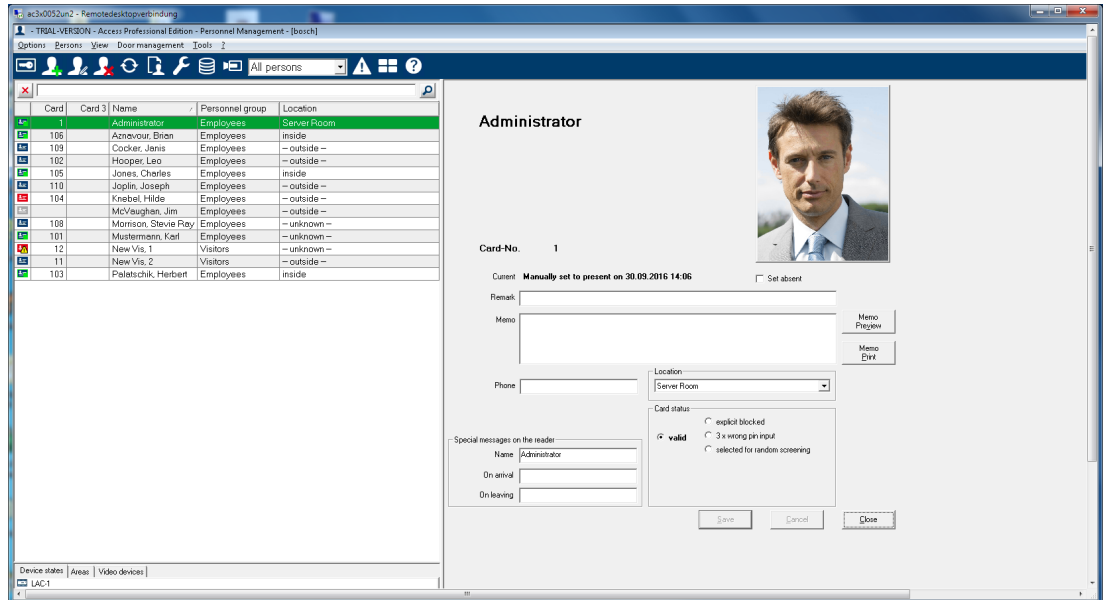 ac3x0052un2 - Remotedesktopverbindung
- TRIAL-VERSION - Access Professional Edition - Personnel Management - [bosch]
Options Persons View Door management Tools ?
All persons
Card Card 3 Name Personnel group Location
1 Administrator Employees Server Room
106 Aznavour, Brian Employees inside
109 Cocker, Janis Employees – outside –
102 Hooper, Leo Employees – outside –
105 Jones, Charles Employees inside
110 Joplin, Joseph Employees – outside –
104 Knebel, Hilde Employees – outside –
McVaughan, Jim Employees – outside –
108 Morrison, Stevie Ray Employees – unknown –
101 Mustermann, Karl Employees – unknown –
12 New Vis, 1 Visitors – unknown –
11 New Vis, 2 Visitors – outside –
103 Palatschik, Herbert Employees inside
Device states Areas Video devices
LAC-1
Administrator
Card-No. 1
Current Manually set to present on 30.09.2016 14:06
Set absent
Remark
Memo
Memo
Preview
Memo
Print
Phone
Location
Server Room
Card status
explicit blocked
valid
3 x wrong pin input
selected for random screening
Special messages on the reader
Name Administrator
On arrival
On leaving
Save Cancel Close